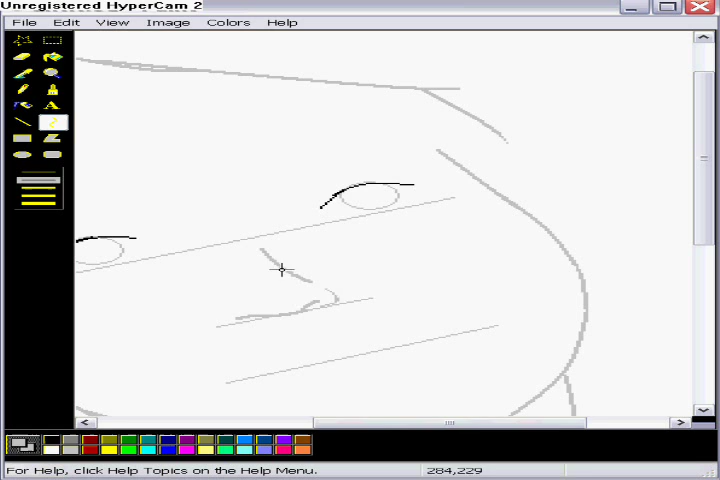 Unregistered HyperCam 2
File Edit View Image Colors Help
A
For Help, click Help Topics on the Help Menu.
284,229